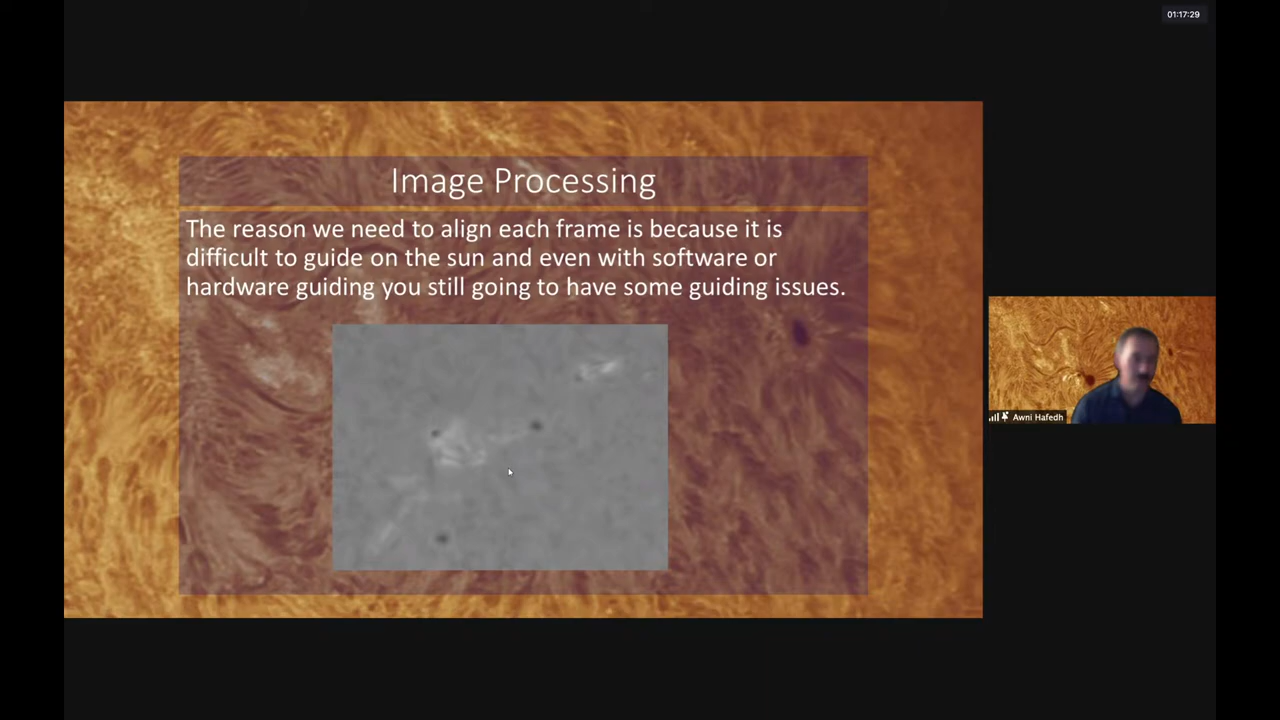 01:17:29
Image Processing
The reason we need to align each frame is because it is
difficult to guide on the sun and even with software or
hardware guiding you still going to have some guiding issues.
Awni Hafedh